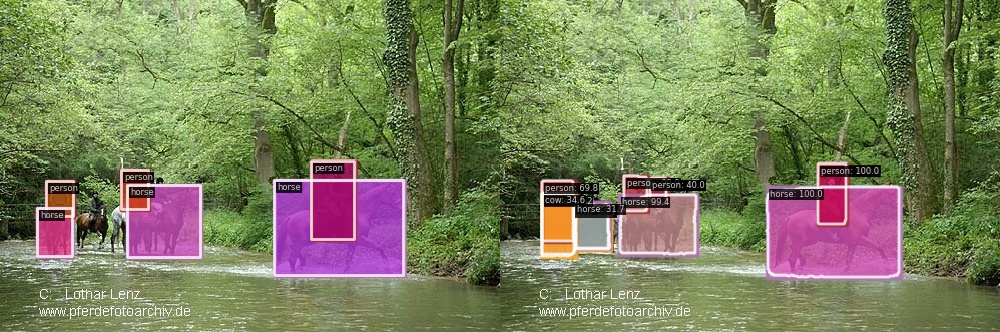 person
person
person
horse
horse
horse
C: Lothar Lenz
www.pferdefotoarchiv.de
person: 100.0
person: 69.8
person: 40.0
horse: 100.0
cow: 34.6
horse: 99.4
horse: 31.7
C: Lothar Lenz
www.pferdefotoarchiv.de